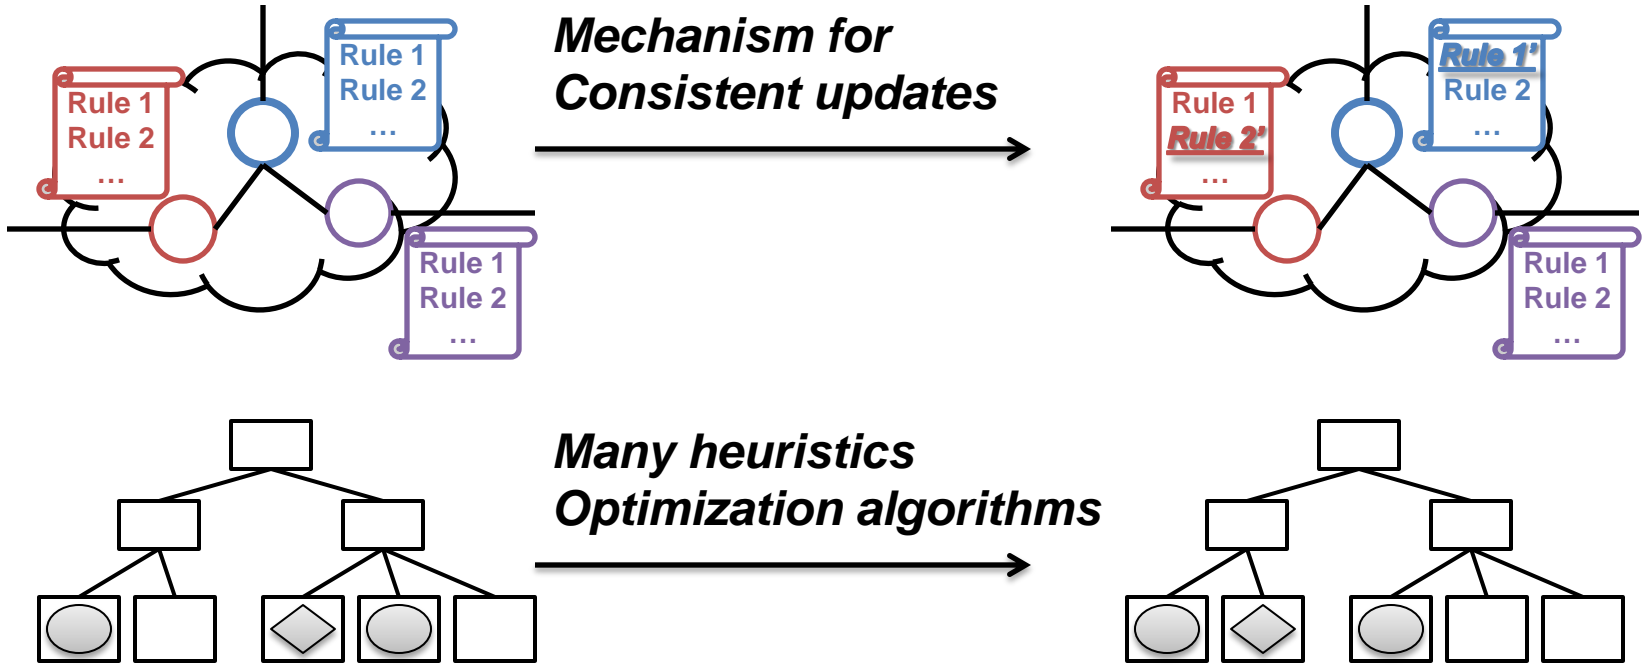 Mechanism for
Consistent updates
Rule 1
Rule 2
...
Rule 1
Rule 2
...
Rule 1
Rule 2
...
Rule 1
Rule 2'
...
Rule 1'
Rule 2
...
Rule 1
Rule 2
...
Many heuristics
Optimization algorithms